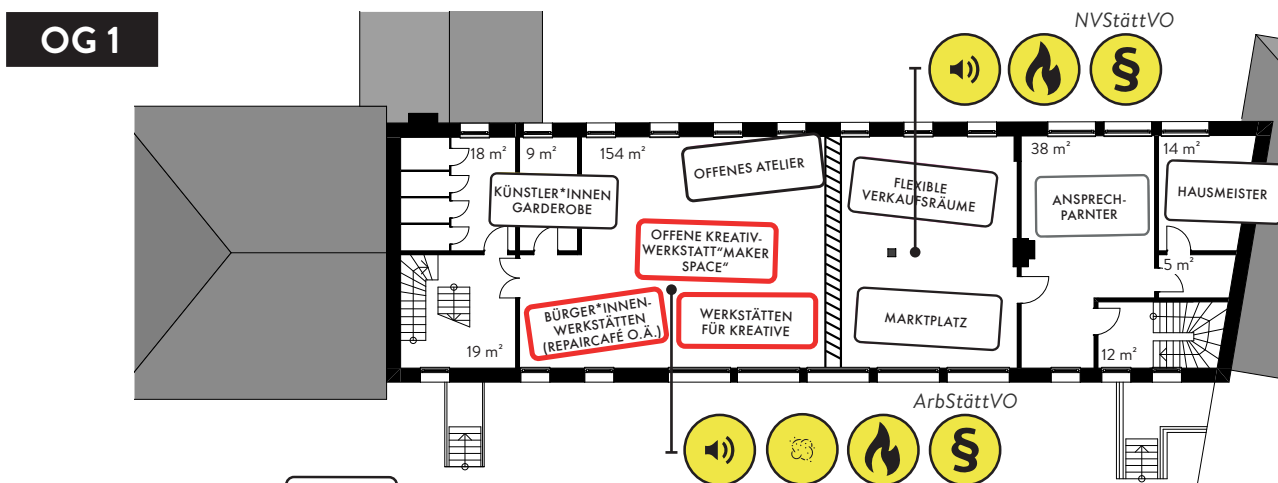 OG 1
NVStättVO
§
18 m²
9 m²
154 m²
38 m²
14 m²
OFFENES ATELIER
KÜNSTLER*INNEN
GARDEROBE
FLEXIBLE
VERKAUFSRÄUME
ANSPRECH-
PARNTER
HAUSMEISTER
OFFENE KREATIV-
WERKSTATT“MAKER
SPACE“
5 m²
BÜRGER*INNEN-
WERKSTÄTTEN
(REPAIRCAFÉ O.Ä.)
WERKSTÄTTEN
FÜR KREATIVE
MARKTPLATZ
19 m²
12 m²
ArbStättVO
§